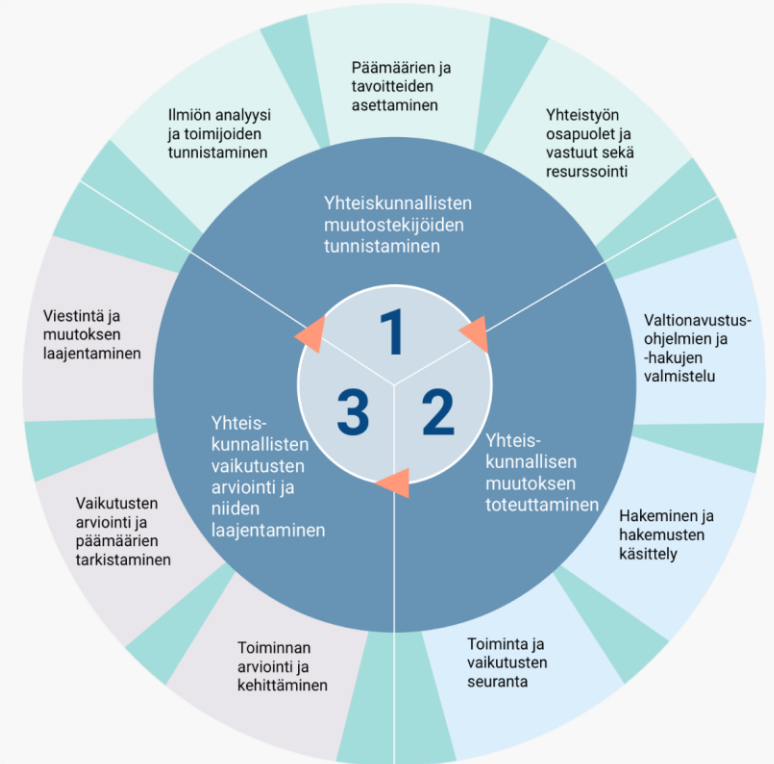 Päämäärien ja
tavoitteiden
asettaminen
Ilmiön analyysi
ja toimijoiden
tunnistaminen
Yhteistyön
osapuolet ja
vastuut sekä
resurssointi
Yhteiskunnallisten
muutostekijöiden
tunnistaminen
1
3
2
Viestintä ja
muutoksen
laajentaminen
Valtionavustus-
ohjelmien ja
-hakujen
valmistelu
Yhteis-
kunnallisten
vaikutusten
arviointi ja
niiden
laajentaminen
Yhteis-
kunnallisen
muutoksen
toteuttaminen
Vaikutusten
arviointi ja
päämäärien
tarkistaminen
Hakeminen ja
hakemusten
käsittely
Toiminnan
arviointi ja
kehittäminen
Toiminta ja
vaikutusten
seuranta